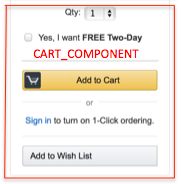 Qty: 1
Yes, I want FREE Two-Day
CART_COMPONENT
Add to Cart
or
Sign in to turn on 1-Click ordering.
Add to Wish List